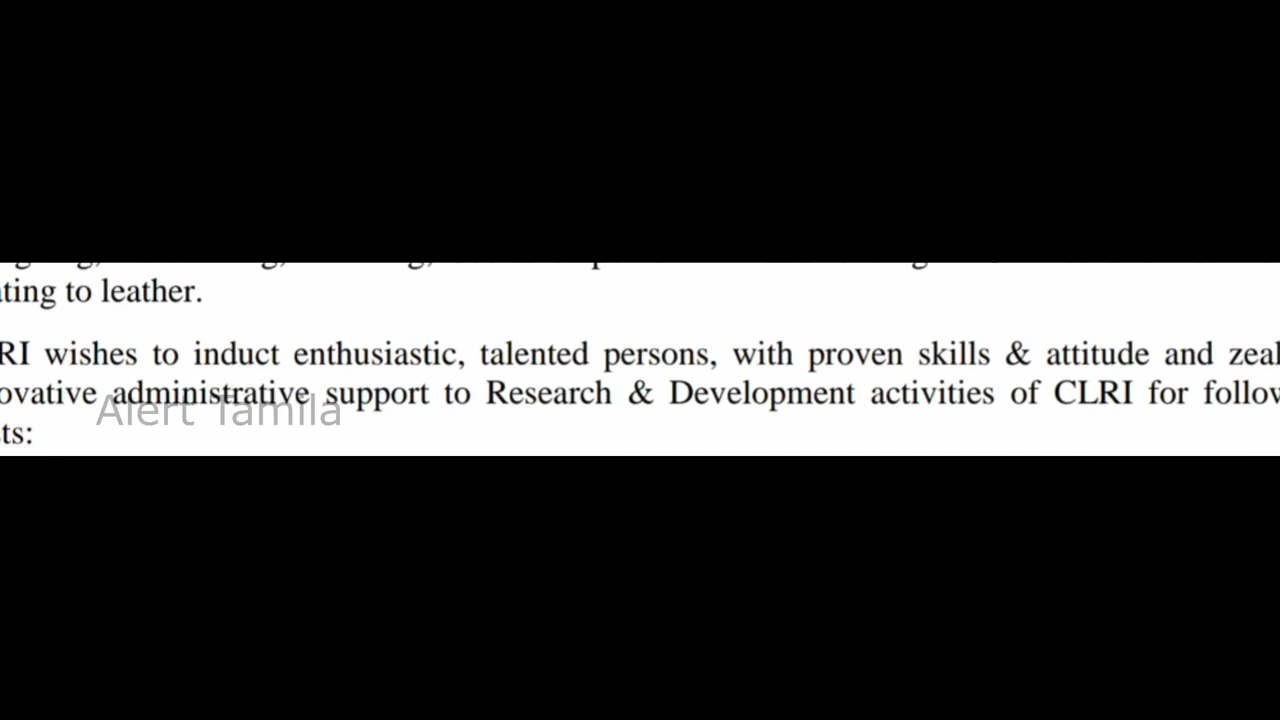 ting to leather.
RI wishes to induct enthusiastic, talented persons, with proven skills & attitude and zeal
ovative administrative support to Research & Development activities of CLRI for follow
ts:
Alert Tamila